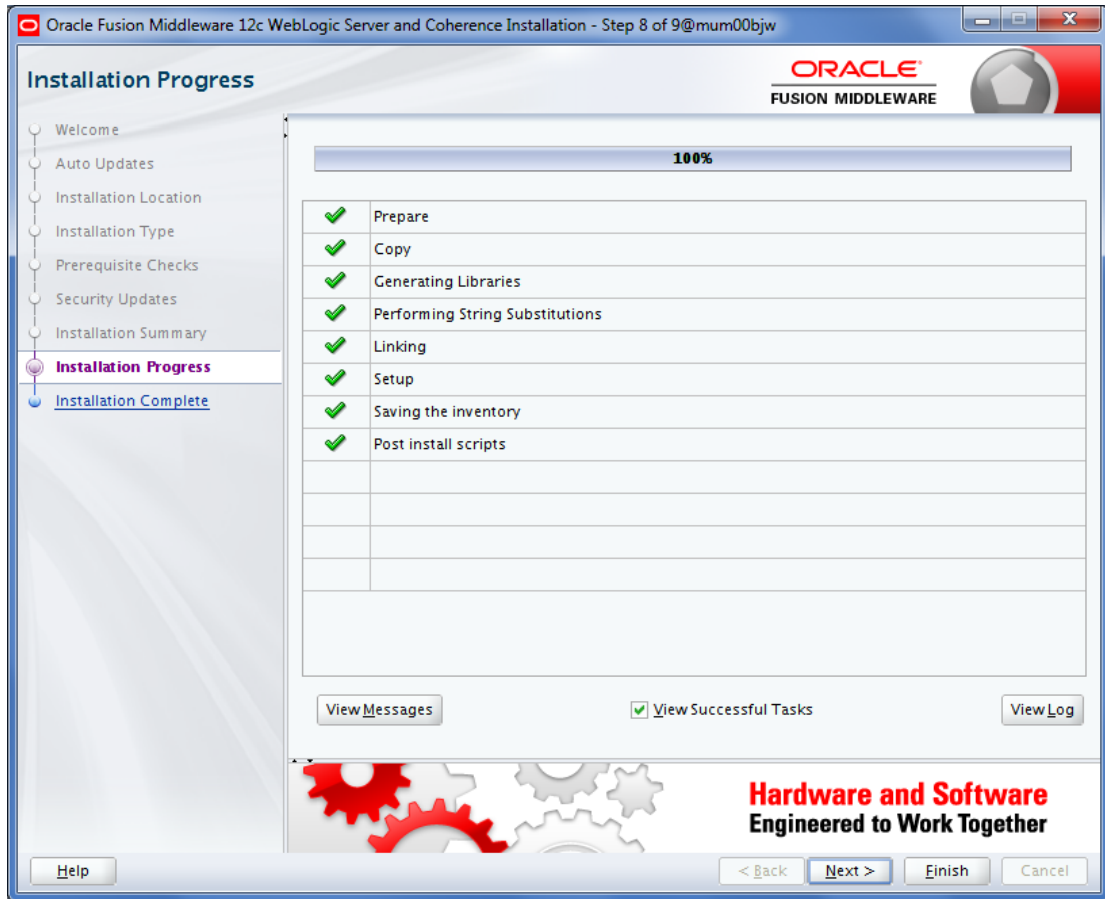 Oracle Fusion Middleware 12c WebLogic Server and Coherence Installation - Step 8 of 9@mum00bjw
Installation Progress
ORACLE
FUSION MIDDLEWARE
Welcome
Auto Updates
Installation Location
Installation Type
Prerequisite Checks
Security Updates
Installation Summary
Installation Progress
Installation Complete
100%
Prepare
Copy
Generating Libraries
Performing String Substitutions
Linking
Setup
Saving the inventory
Post install scripts
View Messages
View Successful Tasks
View Log
Hardware and Software
Engineered to Work Together
Help
< Back
Next >
Finish
Cancel